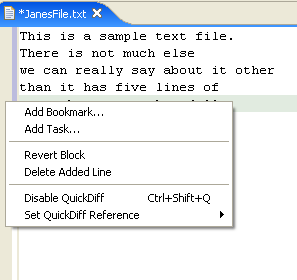 *JanesFile.txt
This is a sample text file.
There is not much else
we can really say about it other
than it has five lines of
Add Bookmark...
Add Task...
Revert Block
Delete Added Line
Disable QuickDiff Ctrl+Shift+Q
Set QuickDiff Reference